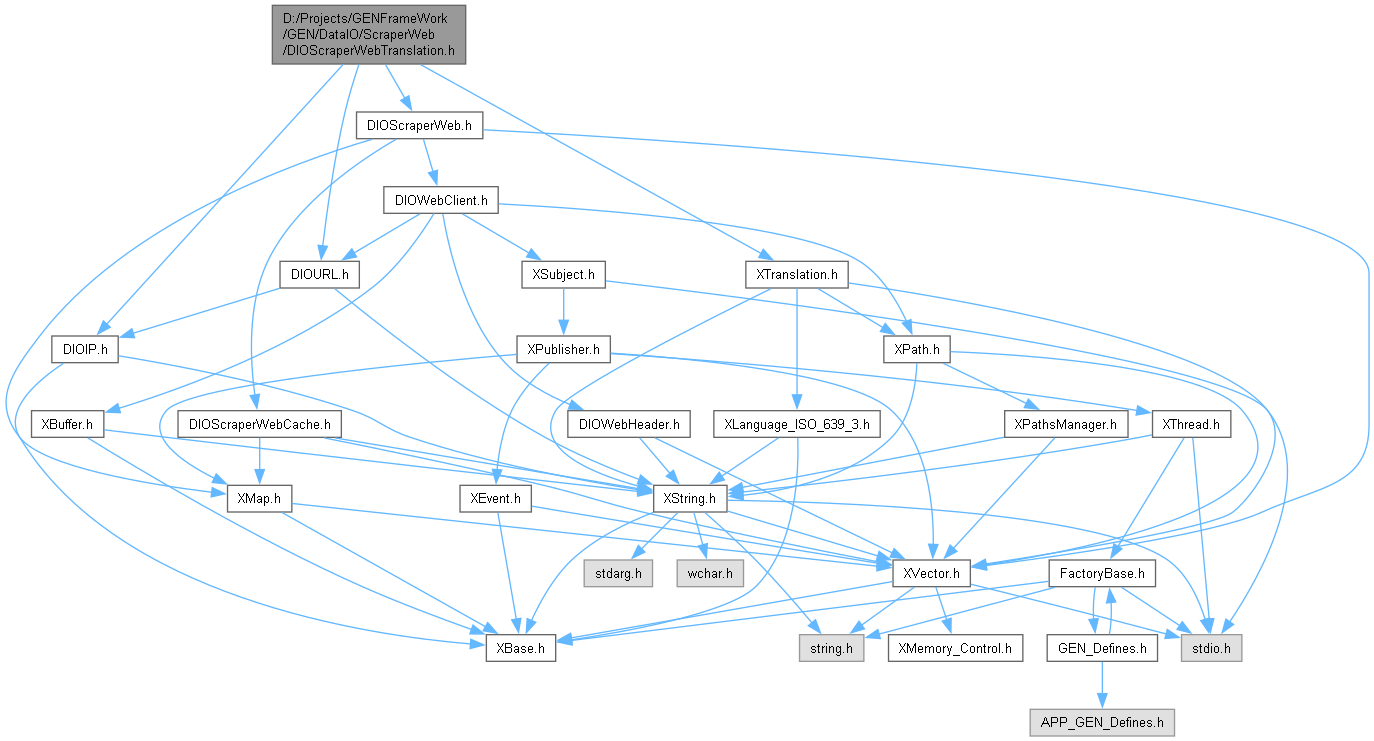 D:/Projects/GENFrameWork
/GEN/DataIO/ScraperWeb
/DIOScraperWebTranslation.h
DIOScraperWeb.h
DIOWebClient.h
DIOURL.h
XSubject.h
XTranslation.h
DIOIP.h
XPublisher.h
XPath.h
XBuffer.h
DIOScraperWebCache.h
DIOWebHeader.h
XLanguage_ISO_639_3.h
XPathsManager.h
XThread.h
XMap.h
XEvent.h
XString.h
stdarg.h
wchar.h
XVector.h
FactoryBase.h
XBase.h
string.h
XMemory_Control.h
GEN_Defines.h
stdio.h
APP_GEN_Defines.h